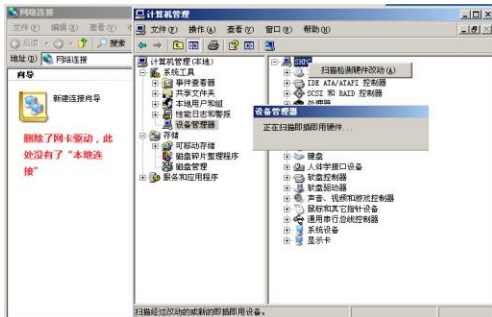 网络连接
文件(F) 编辑(E) 查看(V)
后退 搜索
地址(D) 网络连接
向导
新建连接向导
删除了网卡驱动，此
处没有了“本地连
接”
计算机管理
文件(F) 操作(A) 查看(V) 窗口(W) 帮助(H)
计算机管理(本地)
系统工具
事件查看器
共享文件夹
本地用户和组
性能日志和警报
设备管理器
存储
可移动存储
磁盘碎片整理程序
磁盘管理
服务和应用程序
扫描检测硬件改动(A)
IDE ATA/ATAPI 控制器
SCSI 和 RAID 控制器
处理器
设备管理器
正在扫描即插即用硬件...
键盘
人体学接口设备
软盘控制器
软盘驱动器
声音、视频和游戏控制器
鼠标和其它指针设备
通用串行总线控制器
系统设备
显示卡
扫描经过改动的或新的即插即用设备。